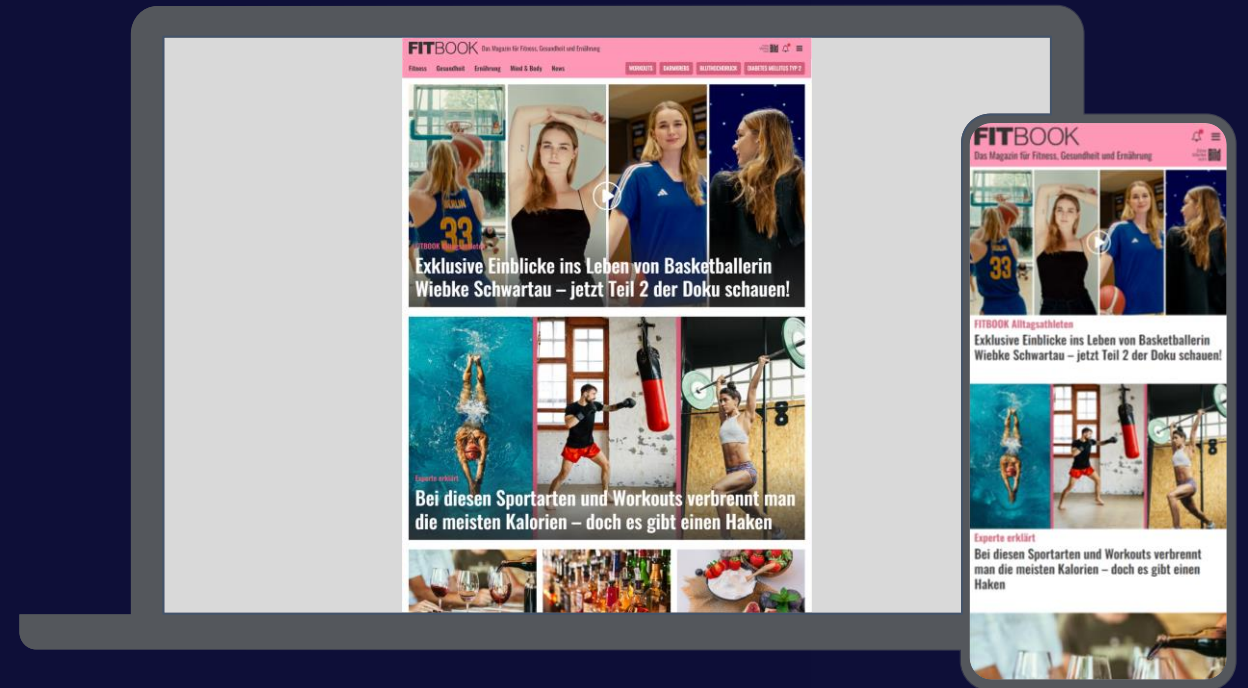 FITBOOK Das Magazin für Fitness, Gesundheit und Ernährung
Fitness Gesundheit Ernährung Mind & Body News WORKOUTS DARMKREBS BLUTHOCHDRUCK DIABETES MELLITUS TYP 2
BERLIN
33
FITBOOK Alltagsathleten
Exklusive Einblicke ins Leben von Basketballerin
Wiebke Schwartau – jetzt Teil 2 der Doku schauen!
Experte erklärt
Bei diesen Sportarten und Workouts verbrennt man
die meisten Kalorien – doch es gibt einen Haken
FITBOOK
Das Magazin für Fitness, Gesundheit und Ernährung
Bild
33
FITBOOK Alltagsathleten
Exklusive Einblicke ins Leben von Basketballerin
Wiebke Schwartau – jetzt Teil 2 der Doku schauen!
Experte erklärt
Bei diesen Sportarten und Workouts verbrennt
man die meisten Kalorien – doch es gibt einen
Haken